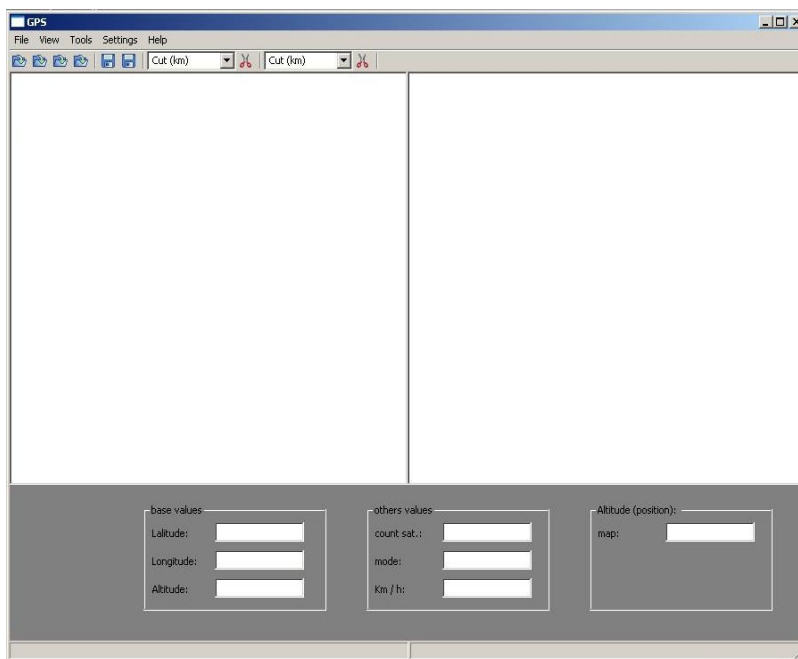 GPS
File View Tools Settings Help
Cut (km) Cut (km)
base values others values Altitude (position):
Lalitude: count sat.: map:
Longitude: mode:
Altitude: Km / h: